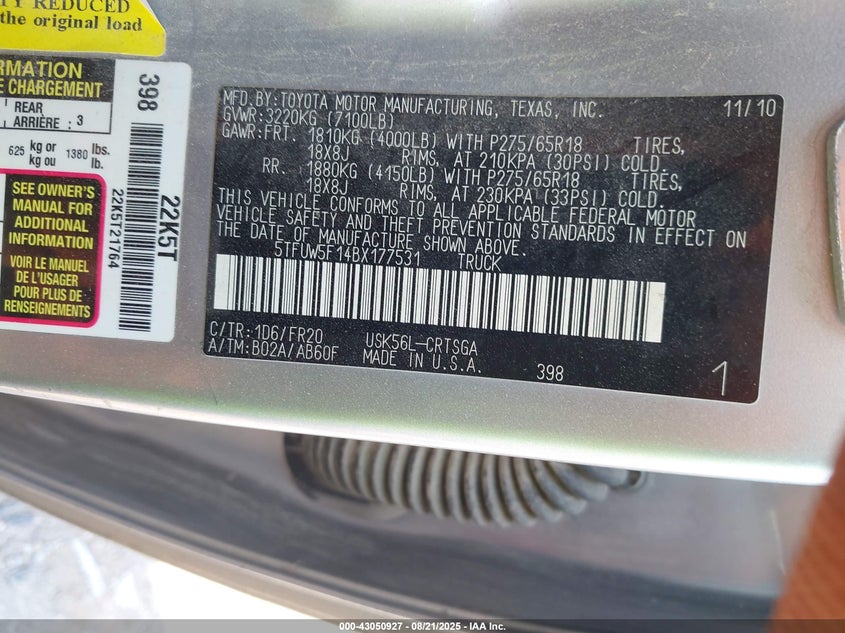 TY REDUCED
the original load
RMATION
E CHARGEMENT
REAR
ARRIÈRE : 3
625 kg or 1380 lbs.
kg ou lb.
SEE OWNER'S
MANUAL FOR
ADDITIONAL
INFORMATION
VOIR LE MANUEL
DE L'USAGER
POUR PLUS DE
RENSEIGNEMENTS
398
22K5T
22K5T21764
MFD.BY:TOYOTA MOTOR MANUFACTURING, TEXAS, INC. 11/10
GVWR:3220KG (7100LB)
GAWR:FRT. 1810KG (4000LB) WITH P275/65R18 TIRES,
18X8J RIMS, AT 210KPA (30PSI) COLD.
RR. 1880KG (4150LB) WITH P275/65R18 TIRES,
18X8J RIMS, AT 230KPA (33PSI) COLD.
THIS VEHICLE CONFORMS TO ALL APPLICABLE FEDERAL MOTOR
VEHICLE SAFETY AND THEFT PREVENTION STANDARDS IN EFFECT ON
THE DATE OF MANUFACTURE SHOWN ABOVE.
5TFUW5F14BX177531 TRUCK
C/TR:1D6/FR20 USK56L-CRTSGA
A/TM:B02A/AB60F MADE IN U.S.A. 398
1
000-43050927 - 08/21/2025 - IAA Inc.